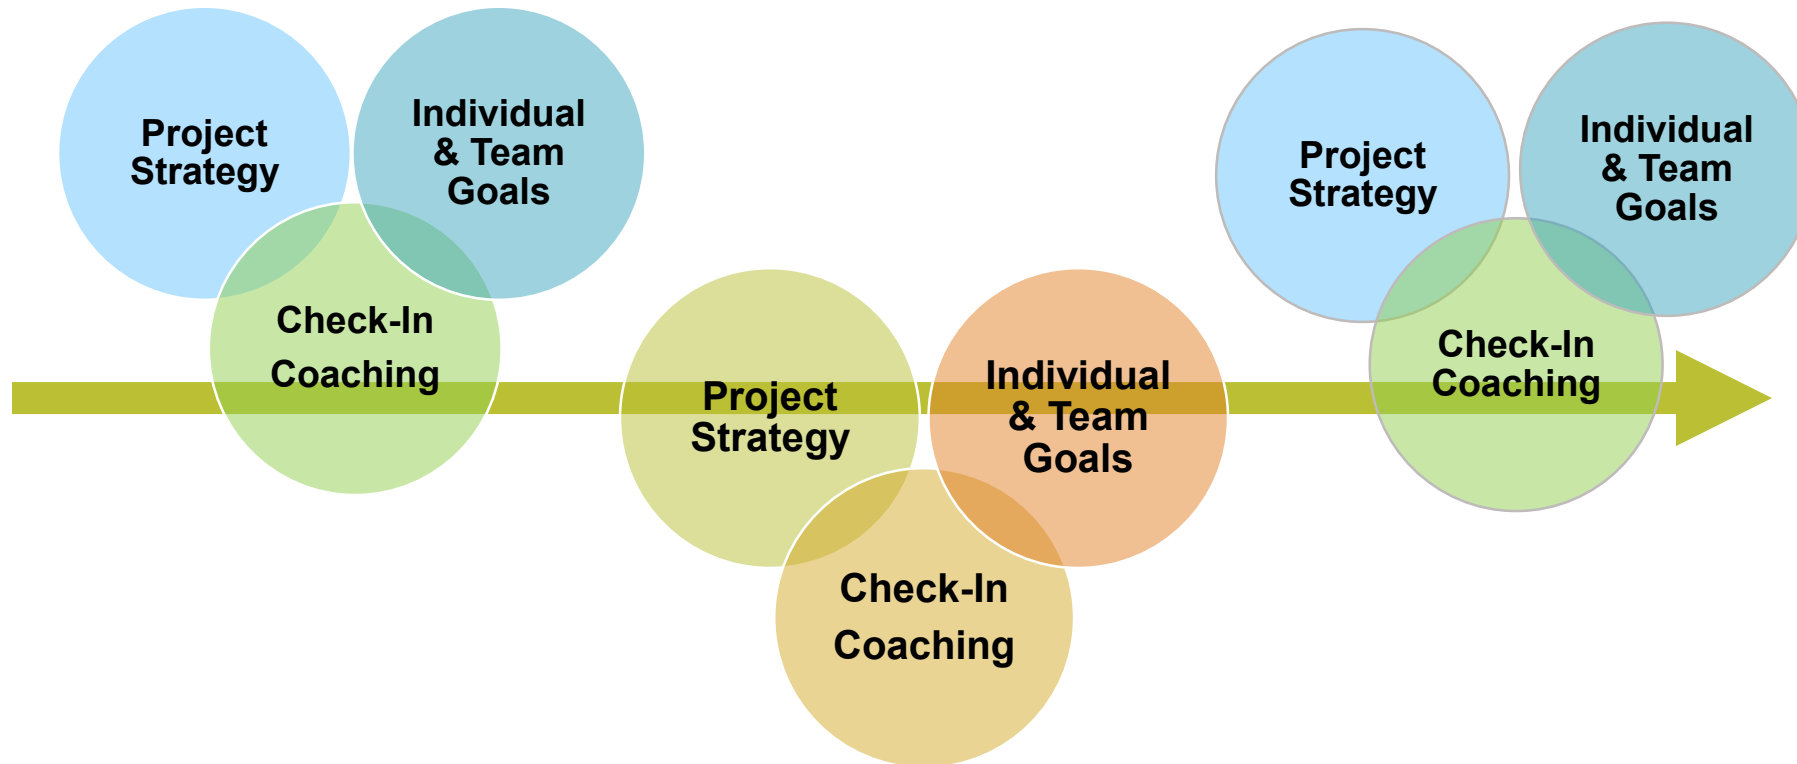 Project
Strategy
Individual
& Team
Goals
Check-In
Coaching
Project
Strategy
Individual
& Team
Goals
Check-In
Coaching
Project
Strategy
Individual
& Team
Goals
Check-In
Coaching